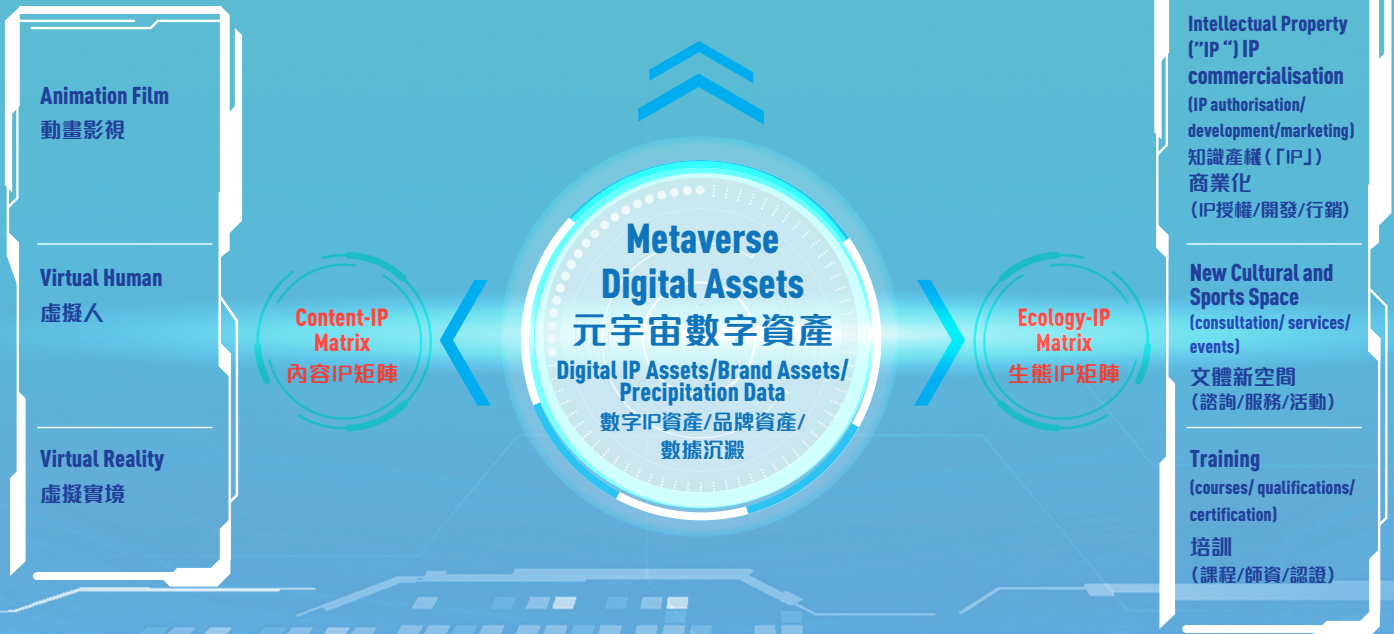 Animation Film
動畫影視
Virtual Human
虛擬人
Virtual Reality
虛擬實境
Content-IP
Matrix
內容IP矩陣
Metaverse
Digital Assets
元宇宙數字資產
Digital IP Assets/Brand Assets/
Precipitation Data
數字IP資產/品牌資產/
數據沉澱
Ecology-IP
Matrix
生態IP矩陣
Intellectual Property
(”IP “) IP
commercialisation
(IP authorisation/
development/marketing)
知識產權(「IP」)
商業化
(IP授權/開發/行銷)
New Cultural and
Sports Space
(consultation/ services/
events)
文體新空間
(諮詢/服務/活動)
Training
(courses/ qualifications/
certification)
培訓
(課程/師資/認證)